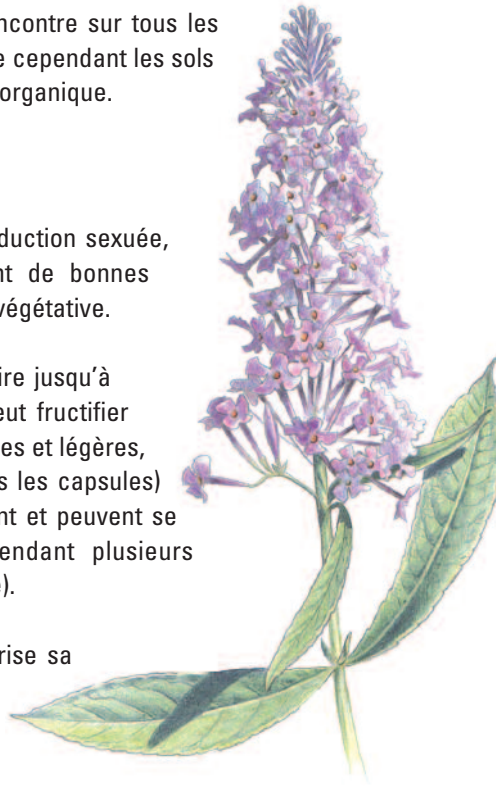 ncontre sur tous les
e cependant les sols
organique.
duction sexuée,
nt de bonnes
végétative.
ire jusqu'à
eut fructifier
es et légères,
s les capsules)
nt et peuvent se
endant plusieurs
).
rise sa